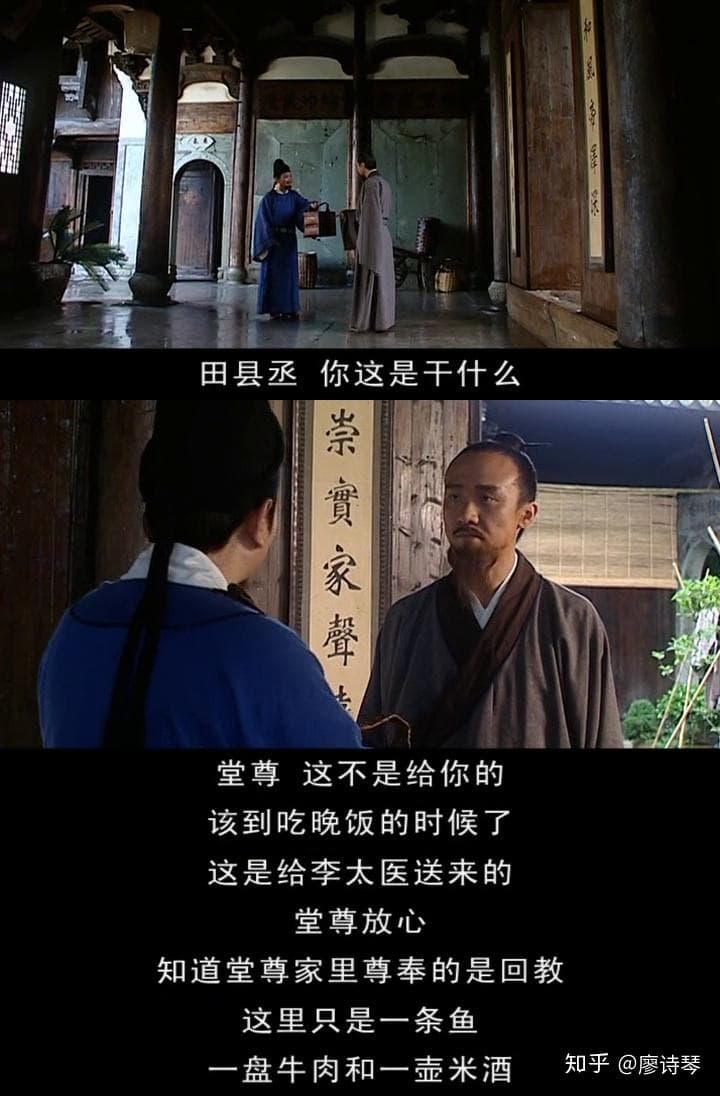 田县丞 你这是干什么
崇實家聲
堂尊 这不是给你的
该到吃晚饭的时候了
这是给李太医送来的
堂尊放心
知道堂尊家里尊奉的是回教
这里只是一条鱼
一盘牛肉和一壶米酒
知乎 @廖诗琴